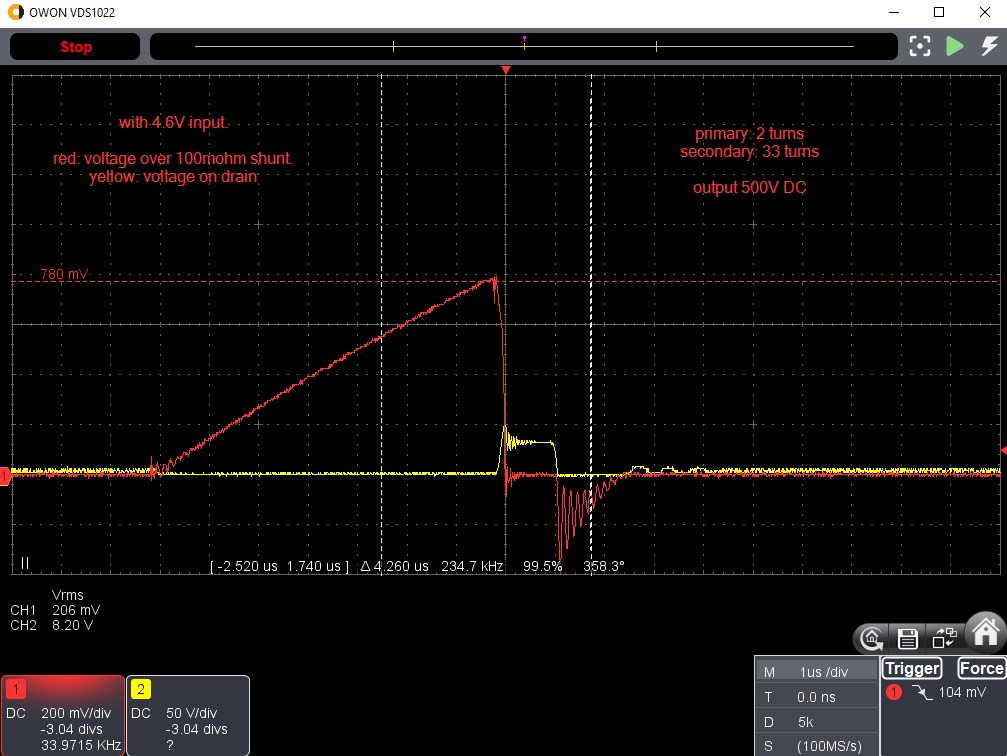 OWON VDS1022
Stop
with 4.6V input.
red: voltage over 100mohm shunt.
yellow: voltage on drain
primary: 2 turns
secondary: 33 turns
output 500V DC
780 mV
1
II
[ -2.520 us 1.740 us ] Δ 4.260 us 234.7 kHz 99.5% 358.3°
Vrms
CH1 206 mV
CH2 8.20 V
1
DC 200 mV/div
-3.04 divs
33.9715 KHz
2
DC 50 V/div
-3.04 divs
?
M 1us /div
T 0.0 ns
D 5k
S (100MS/s)
Trigger Force
1 104 mV